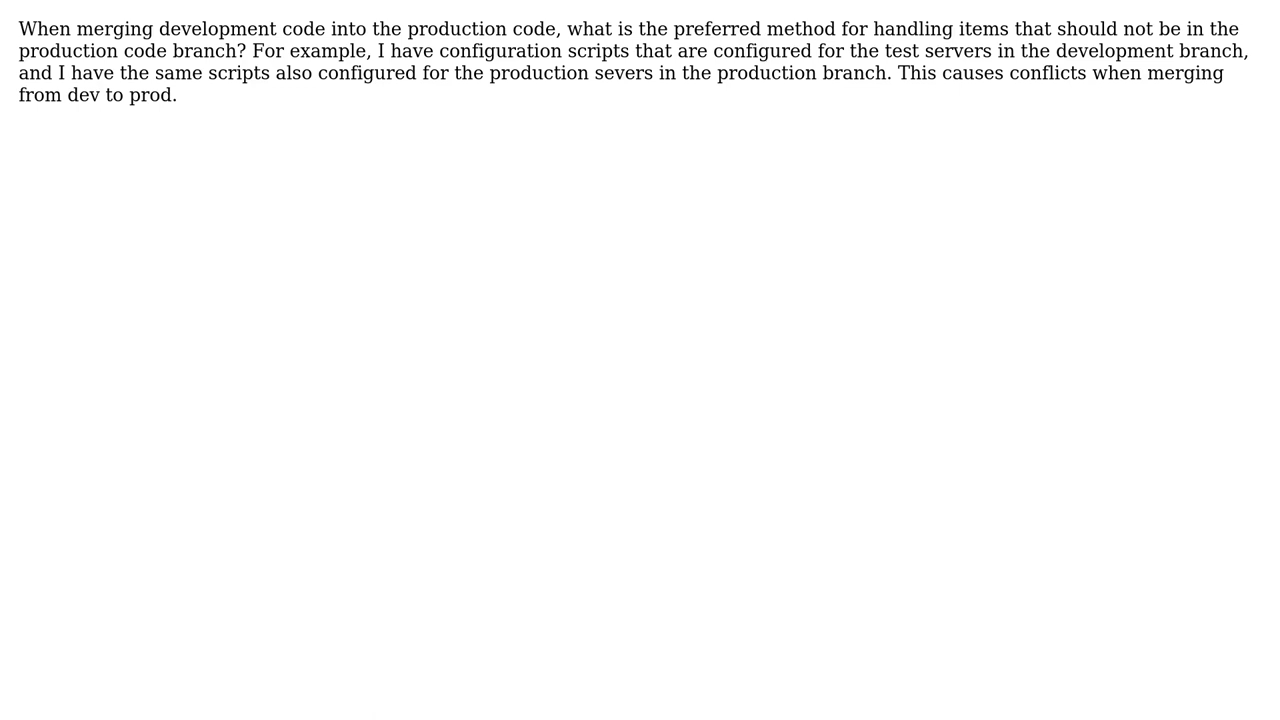 When merging development code into the production code, what is the preferred method for handling items that should not be in the
production code branch? For example, I have configuration scripts that are configured for the test servers in the development branch,
and I have the same scripts also configured for the production severs in the production branch. This causes conflicts when merging
from dev to prod.